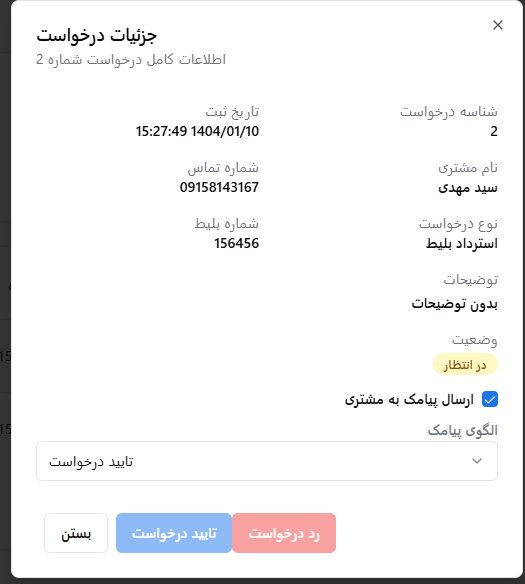 جزئیات درخواست
اطلاعات کامل درخواست شماره 2
شناسه درخواست
2
تاریخ ثبت
1404/01/10 15:27:49
نام مشتری
سید مهدی
شماره تماس
09158143167
نوع درخواست
استرداد بلیط
شماره بلیط
156456
توضیحات
بدون توضیحات
وضعیت
در انتظار
ارسال پیامک به مشتری
الگوی پیامک
تایید درخواست
رد درخواست
تایید درخواست
بستن